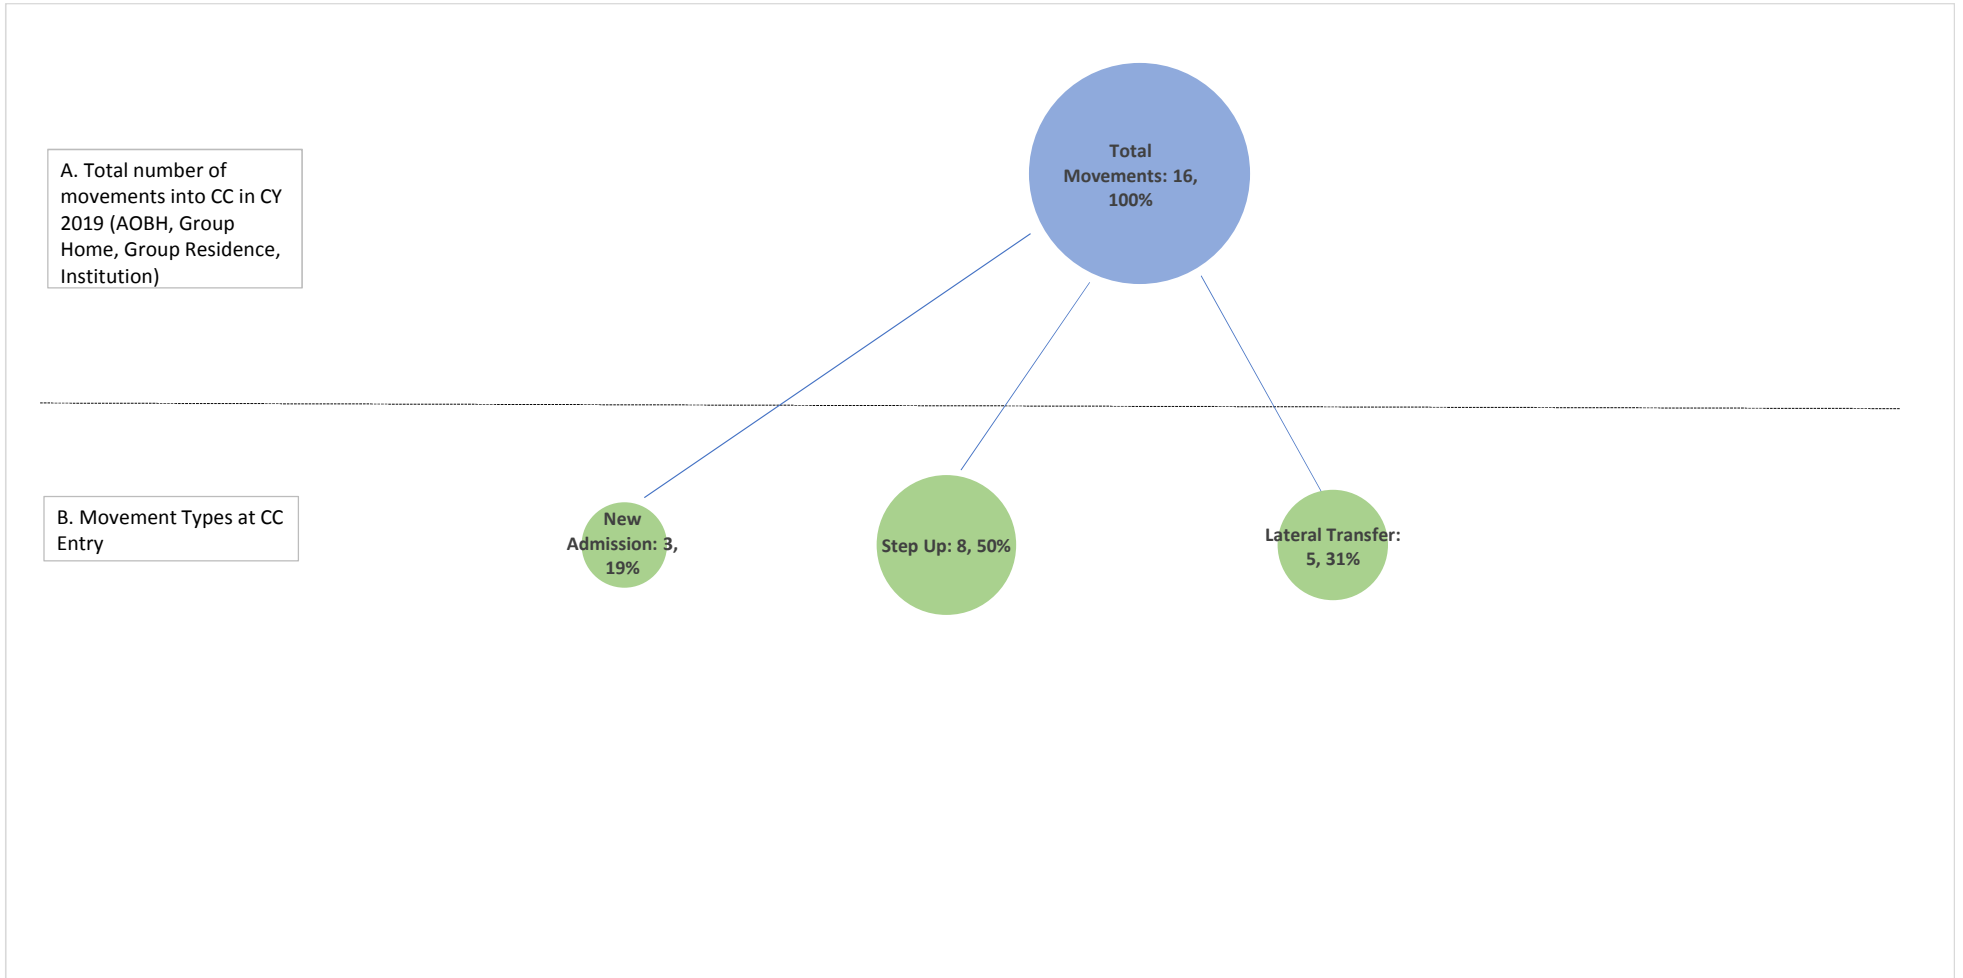 Total
Movements: 16,
100%
A. Total number of
movements into CC in CY
2019 (AOBH, Group
Home, Group Residence,
Institution)
B. Movement Types at CC
Entry
New
Admission: 3,
19%
Step Up: 8, 50%
Lateral Transfer:
5, 31%